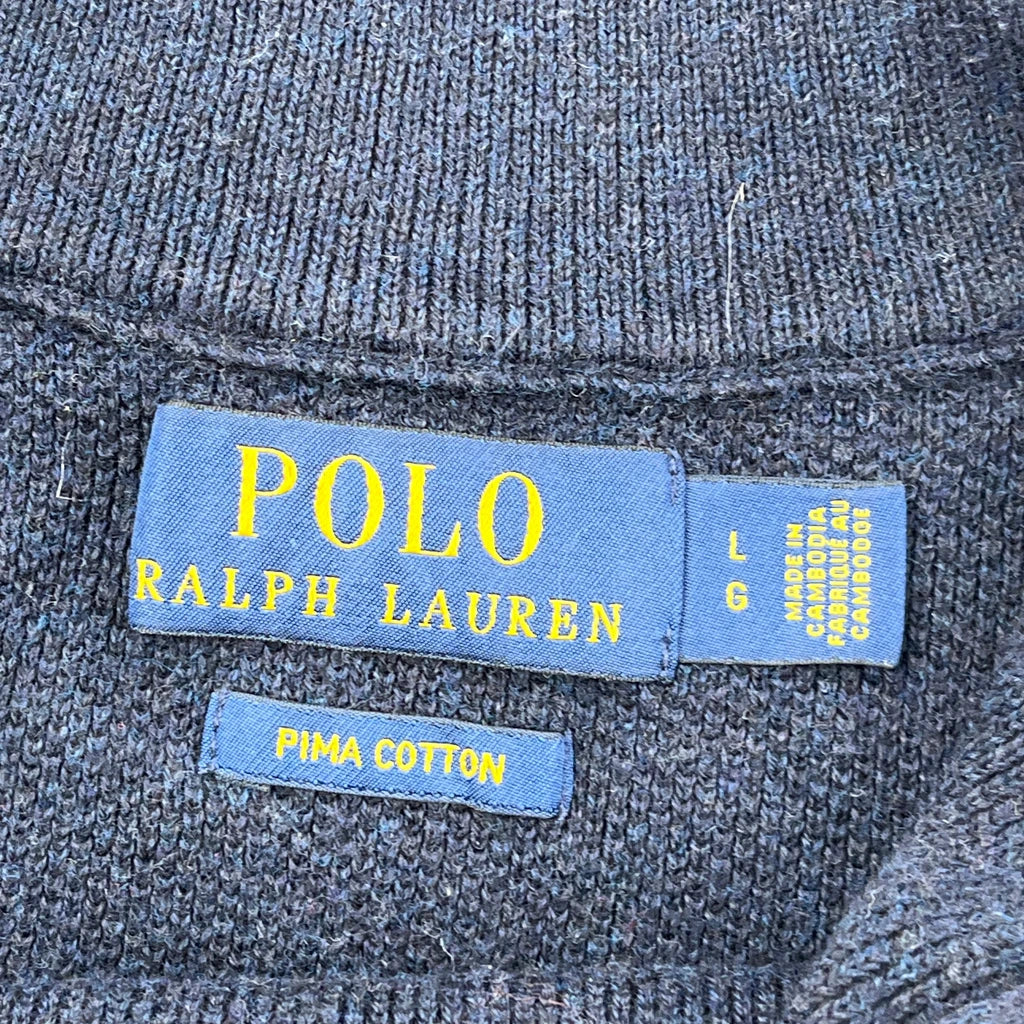 POLO
RALPH LAUREN
L
G
MADE IN
CAMBODIA
FABRIQUÉ AU
CAMBODGE
PIMA COTTON